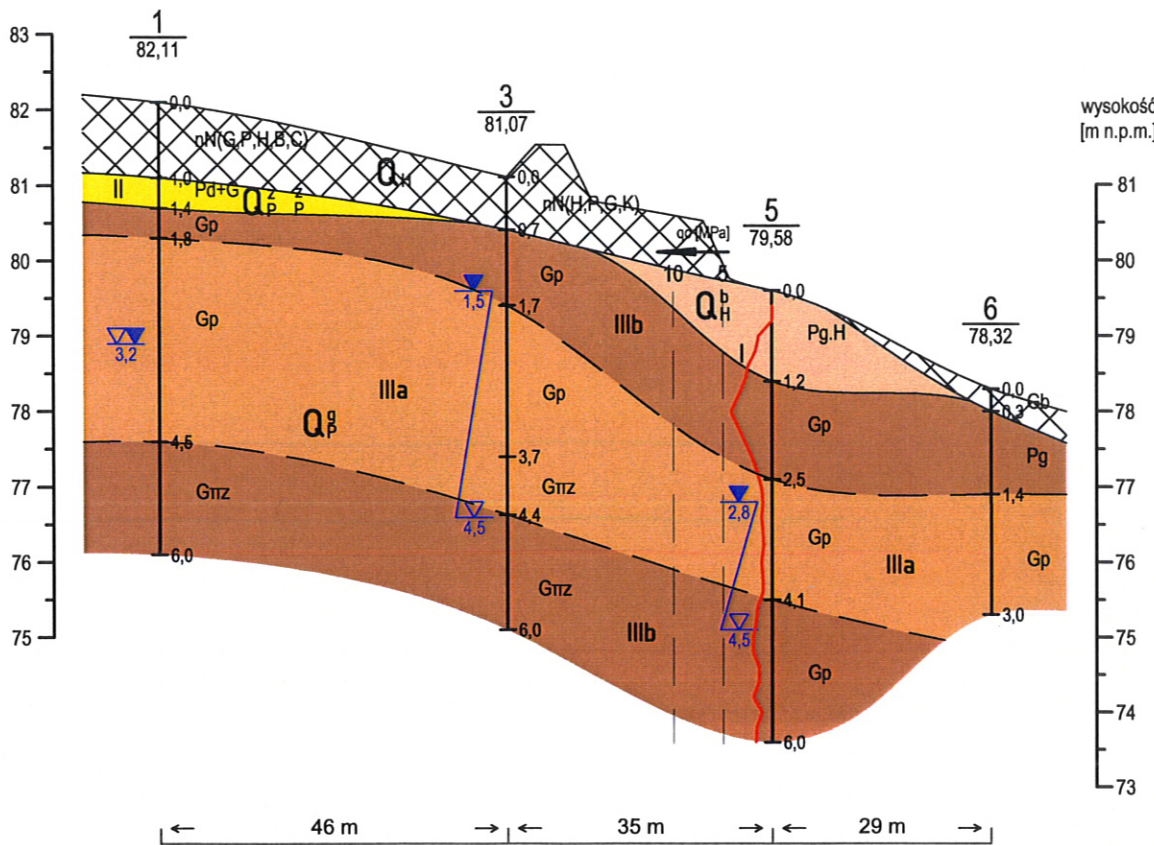 83
82
81
80
79
78
77
76
75
1
82,11
3
81,07
5
79,58
6
78,32
wysokość
[m n.p.m.]
81
80
79
78
77
76
75
74
73
0,0
nN(G,P,H,B,C)
Q H
1,0
II
Pd+G
Q z P
z P
1,4
Gp
1,8
Gp
3,2
IIIa
Q g P
4,5
Gπz
6,0
0,0
nN(H,P,G,K)
0,7
Gp
1,5
1,7
IIIb
Gp
3,7
Gπz
4,4
4,5
Gπz
IIIb
6,0
qc [MPa]
10
5
0,0
Q b H
I
Pg.H
1,2
Gp
2,5
2,8
Gp
IIIa
4,1
4,5
Gp
6,0
0,0
Gb
0,3
Pg
1,4
Gp
3,0
46 m
35 m
29 m